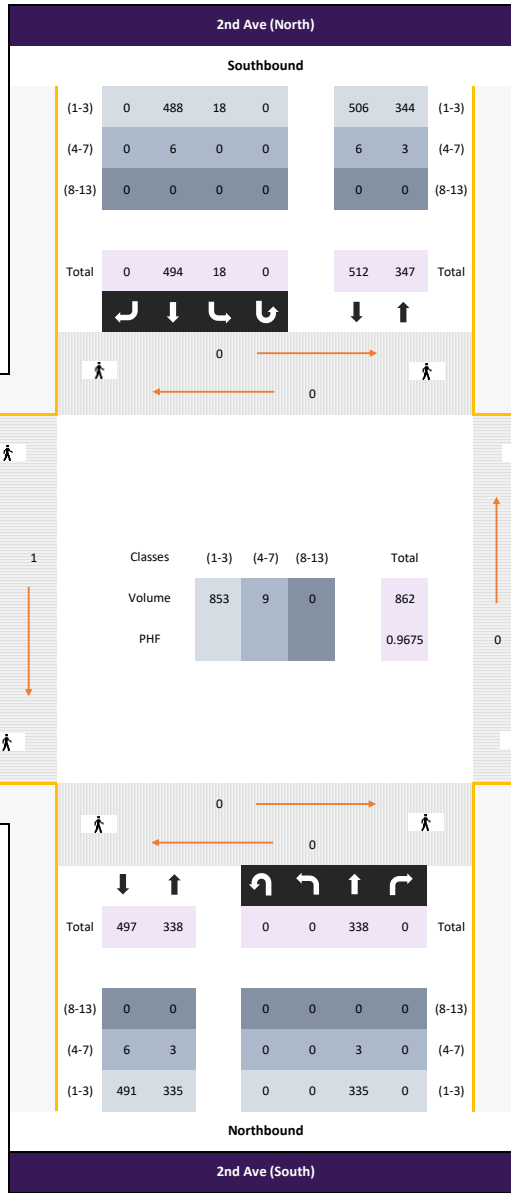 2nd Ave (North)
Southbound
(1-3) 0 488 18 0 506 344 (1-3)
(4-7) 0 6 0 0 6 3 (4-7)
(8-13) 0 0 0 0 0 0 (8-13)
Total 0 494 18 0 512 347 Total
0
0
1
Classes (1-3) (4-7) (8-13) Total
Volume 853 9 0 862
PHF 0.9675
0
0
0
Total 497 338 0 0 338 0 Total
(8-13) 0 0 0 0 0 0 (8-13)
(4-7) 6 3 0 0 3 0 (4-7)
(1-3) 491 335 0 0 335 0 (1-3)
Northbound
2nd Ave (South)